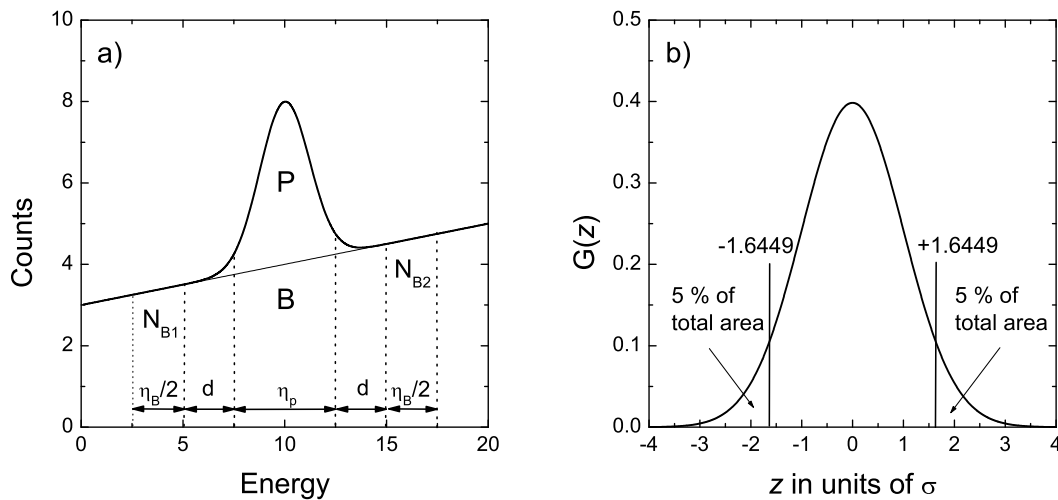 a)
10
8
6
4
2
0
Counts
P
B
N_B1
N_B2
η_B/2
d
η_p
d
η_B/2
0
5
10
15
20
Energy
b)
0.5
0.4
0.3
0.2
0.1
0.0
G(z)
-1.6449
+1.6449
5 % of
total area
5 % of
total area
-4
-3
-2
-1
0
1
2
3
4
z in units of σ